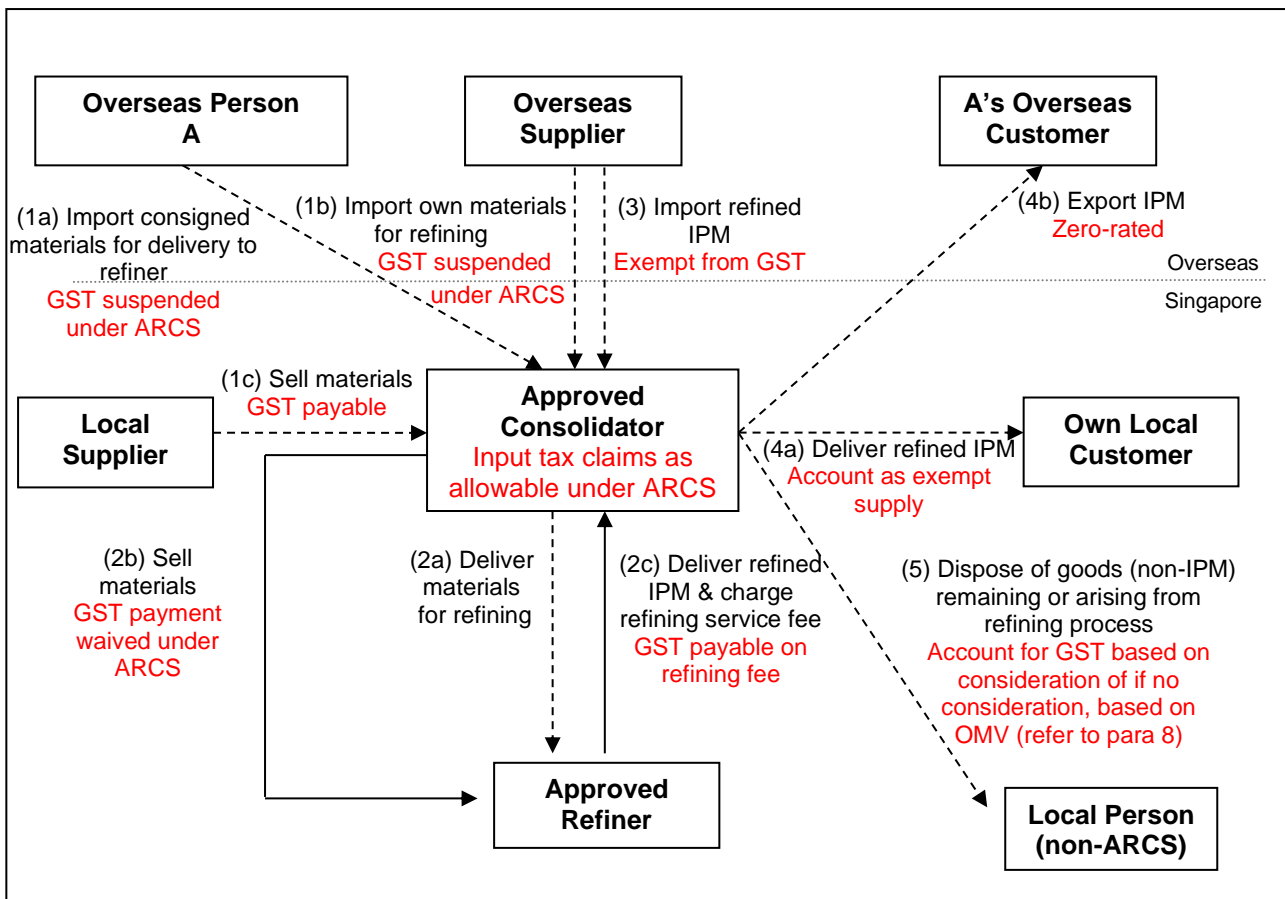 Overseas Person
A
Overseas
Supplier
A's Overseas
Customer
(1a) Import consigned
materials for delivery to
refiner
GST suspended
under ARCS
(1b) Import own materials
for refining
GST suspended
under ARCS
(3) Import refined
IPM
Exempt from GST
(4b) Export IPM
Zero-rated
Overseas
Singapore
(1c) Sell materials
GST payable
Local
Supplier
Approved
Consolidator
Input tax claims as
allowable under ARCS
(4a) Deliver refined IPM
Account as exempt
supply
Own Local
Customer
(2b) Sell
materials
GST payment
waived under
ARCS
(2a) Deliver
materials
for refining
(2c) Deliver refined
IPM & charge
refining service fee
GST payable on
refining fee
(5) Dispose of goods (non-IPM)
remaining or arising from
refining process
Account for GST based on
consideration of if no
consideration, based on
OMV (refer to para 8)
Approved
Refiner
Local Person
(non-ARCS)